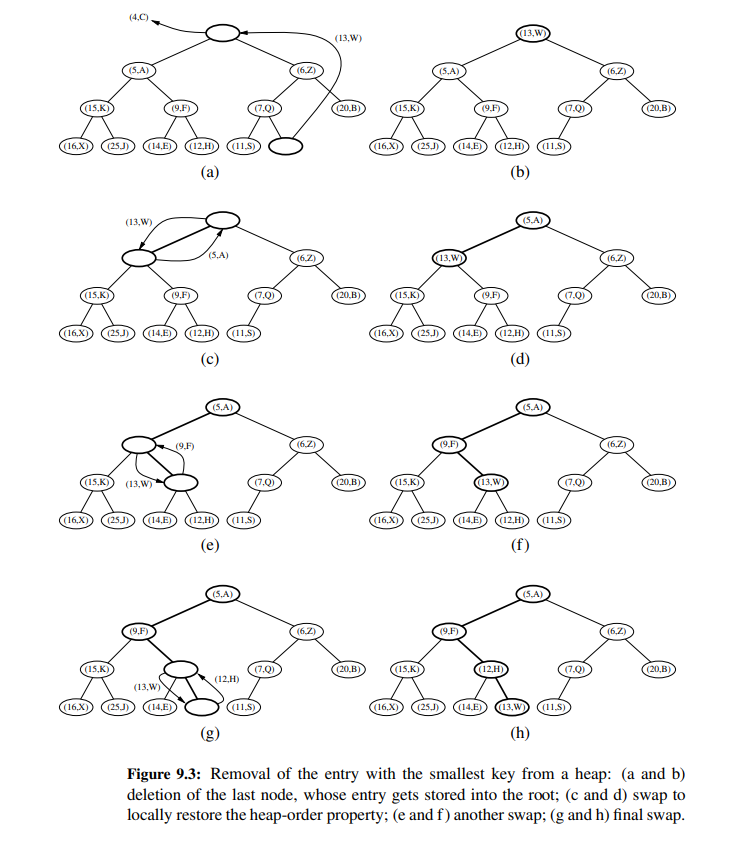 (4,C)
(13,W)
(5,A) (6,Z)
(15,K) (9,F) (7,Q) (20,B)
(16,X) (25,J) (14,E) (12,H) (11,S)
(a)
(13,W)
(5,A) (6,Z)
(15,K) (9,F) (7,Q) (20,B)
(16,X) (25,J) (14,E) (12,H) (11,S)
(b)
(13,W)
(5,A) (6,Z)
(15,K) (9,F) (7,Q) (20,B)
(16,X) (25,J) (14,E) (12,H) (11,S)
(c)
(5,A)
(13,W) (6,Z)
(15,K) (9,F) (7,Q) (20,B)
(16,X) (25,J) (14,E) (12,H) (11,S)
(d)
(5,A)
(9,F) (6,Z)
(15,K) (13,W) (7,Q) (20,B)
(16,X) (25,J) (14,E) (12,H) (11,S)
(e)
(5,A)
(9,F) (6,Z)
(15,K) (13,W) (7,Q) (20,B)
(16,X) (25,J) (14,E) (12,H) (11,S)
(f)
(5,A)
(9,F) (6,Z)
(15,K) (7,Q) (20,B)
(13,W) (12,H)
(16,X) (25,J) (14,E) (11,S)
(g)
(5,A)
(9,F) (6,Z)
(15,K) (12,H) (7,Q) (20,B)
(16,X) (25,J) (14,E) (13,W) (11,S)
(h)
Figure 9.3: Removal of the entry with the smallest key from a heap: (a and b)
deletion of the last node, whose entry gets stored into the root; (c and d) swap to
locally restore the heap-order property; (e and f) another swap; (g and h) final swap.